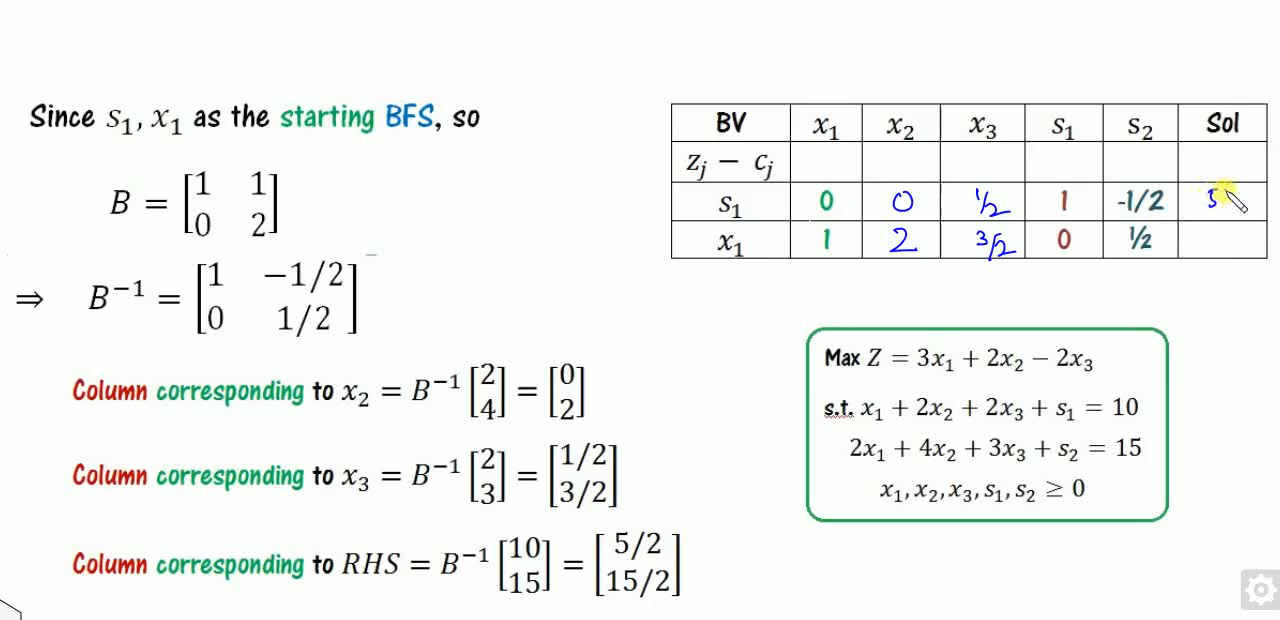 Since s₁, x₁ as the starting BFS, so
B = [1 1
0 2]
⇒ B⁻¹ = [1 −1/2
0 1/2]
Column corresponding to x₂ = B⁻¹ [2 4] = [0 2]
Column corresponding to x₃ = B⁻¹ [2 3] = [1/2 3/2]
Column corresponding to RHS = B⁻¹ [10 15] = [5/2 15/2]
BV x₁ x₂ x₃ s₁ s₂ Sol
zⱼ − cⱼ
s₁ 0 0 1/2 1 -1/2 5
x₁ 1 2 3/2 0 ½
Max Z = 3x₁ + 2x₂ − 2x₃
s.t. x₁ + 2x₂ + 2x₃ + s₁ = 10
2x₁ + 4x₂ + 3x₃ + s₂ = 15
x₁, x₂, x₃, s₁, s₂ ≥ 0